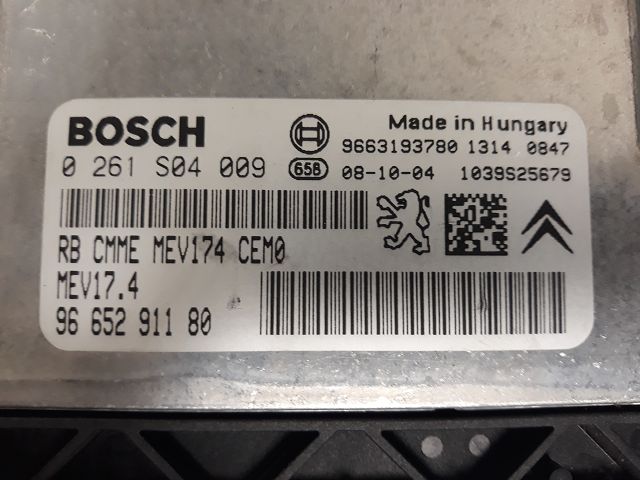 BOSCH
Made in Hungary
9663193780 1314 0847
0 261 S04 009
658
08-10-04 1039S25679
RB CMME MEV174 CEM0
MEV17.4
96 652 911 80